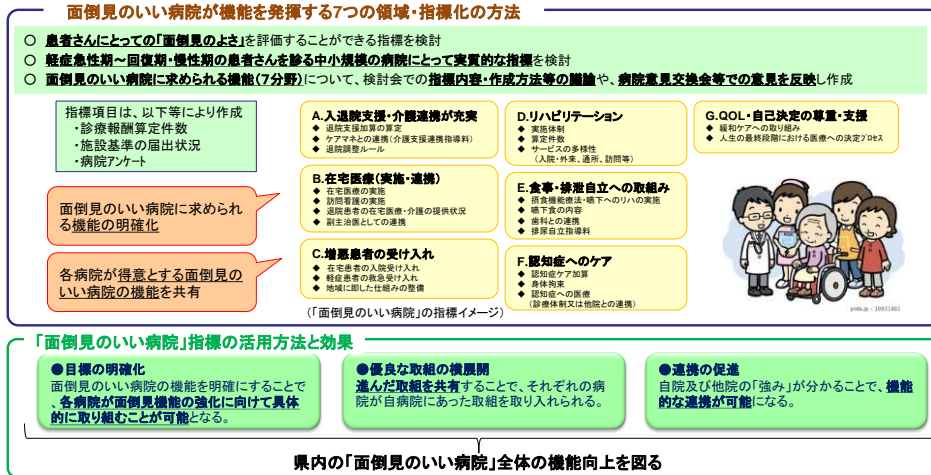 面倒見のいい病院が機能を発揮する7つの領域・指標化の方法
○ 患者さんにとっての「面倒見のよさ」を評価することができる指標を検討
○ 軽症急性期～回復期・慢性期の患者さんを診る中小規模の病院にとって実質的な指標を検討
○ 面倒見のいい病院に求められる機能(7分野)について、検討会での指標内容・作成方法等の議論や、病院意見交換会等での意見を反映し作成
指標項目は、以下等により作成
・診療報酬算定件数
・施設基準の届出状況
・病院アンケート
面倒見のいい病院に求められ
る機能の明確化
各病院が得意とする面倒見の
いい病院の機能を共有
A.入退院支援・介護連携が充実
◆ 退院支援加算の算定
◆ ケアマネとの連携(介護支援連携指導料)
◆ 退院調整ルール
B.在宅医療(実施・連携)
◆ 在宅医療の実施
◆ 訪問看護の実施
◆ 退院患者の在宅医療・介護の提供状況
◆ 副主治医としての連携
C.増悪患者の受け入れ
◆ 在宅患者の入院受け入れ
◆ 軽症患者の救急受け入れ
◆ 地域に即した仕組みの整備
D.リハビリテーション
◆ 実施体制
◆ 算定件数
◆ サービスの多様性
(入院・外来、通所、訪問等)
E.食事・排泄自立への取組み
◆ 摂食機能療法・嚥下へのリハの実施
◆ 嚥下食の内容
◆ 歯科との連携
◆ 排尿自立指導料
F.認知症へのケア
◆ 認知症ケア加算
◆ 身体拘束
◆ 認知症への医療
(診療体制又は他院との連携)
G.QOL・自己決定の尊重・支援
◆ 緩和ケアへの取り組み
◆ 人生の最終段階における医療への決定プロセス
(「面倒見のいい病院」の指標イメージ)
pixta.jp - 10831881
「面倒見のいい病院」指標の活用方法と効果
●目標の明確化
面倒見のいい病院の機能を明確にすることで
、各病院が面倒見機能の強化に向けて具体
的に取り組むことが可能となる。
●優良な取組の横展開
進んだ取組を共有することで、それぞれの病
院が自病院にあった取組を取り入れられる。
●連携の促進
自院及び他院の「強み」が分かることで、機能
的な連携が可能になる。
県内の「面倒見のいい病院」全体の機能向上を図る